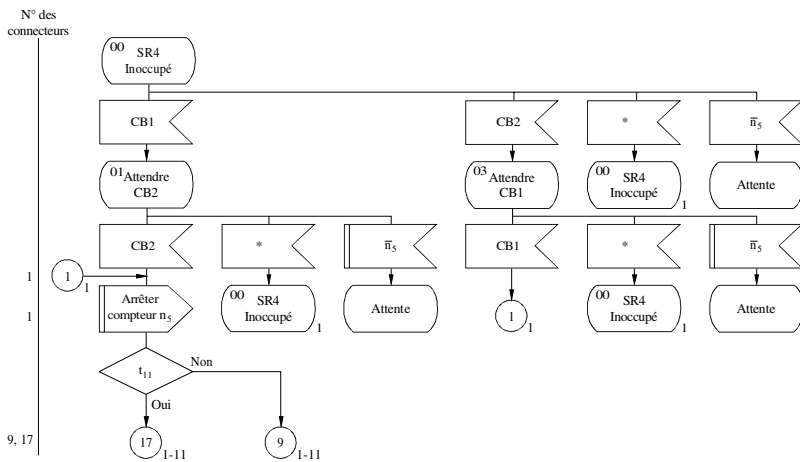 N° des
connecteurs
00 SR4
Inoccupé
CB1
CB2
*
n̅5
01 Attendre
CB2
03 Attendre
CB1
00 SR4
Inoccupé
1
Attente
CB2
*
n̅5
CB1
*
n̅5
1
1
1
Arrêter
compteur n5
1
00 SR4
Inoccupé
1
Attente
1
1
00 SR4
Inoccupé
1
Attente
t11
Non
Oui
9, 17
17
1-11
9
1-11